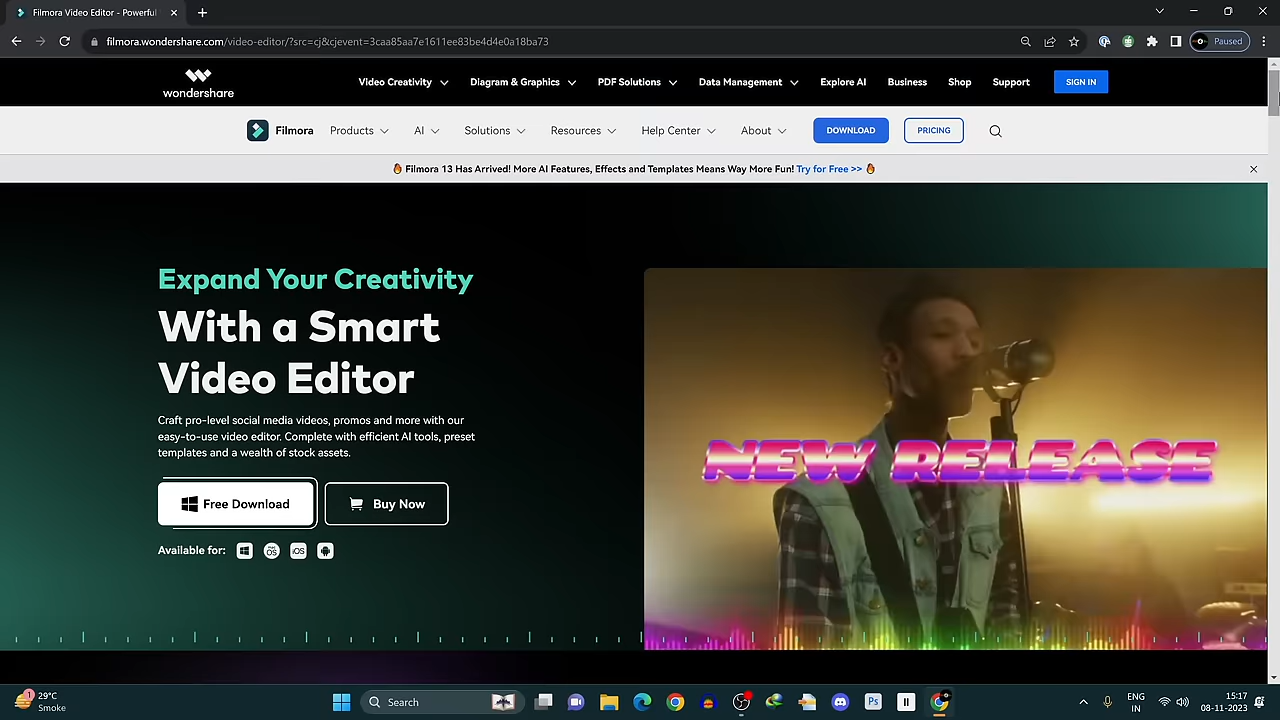 Filmora Video Editor - Powerful
filmora.wondershare.com/video-editor/?src=cj&cjevent=3caa85aa7e1611ee83be4d4e0a18ba73
Paused
wondershare
Video Creativity
Diagram & Graphics
PDF Solutions
Data Management
Explore AI
Business
Shop
Support
SIGN IN
Filmora
Products
AI
Solutions
Resources
Help Center
About
DOWNLOAD
PRICING
Filmora 13 Has Arrived! More AI Features, Effects and Templates Means Way More Fun! Try for Free >>
Expand Your Creativity
With a Smart
Video Editor
Craft pro-level social media videos, promos and more with our
easy-to-use video editor. Complete with efficient AI tools, preset
templates and a wealth of stock assets.
Free Download
Buy Now
Available for:
macOS
iOS
NEW RELEASE
1
29°C
Smoke
Search
Ps
ENG
IN
15:17
08-11-2023